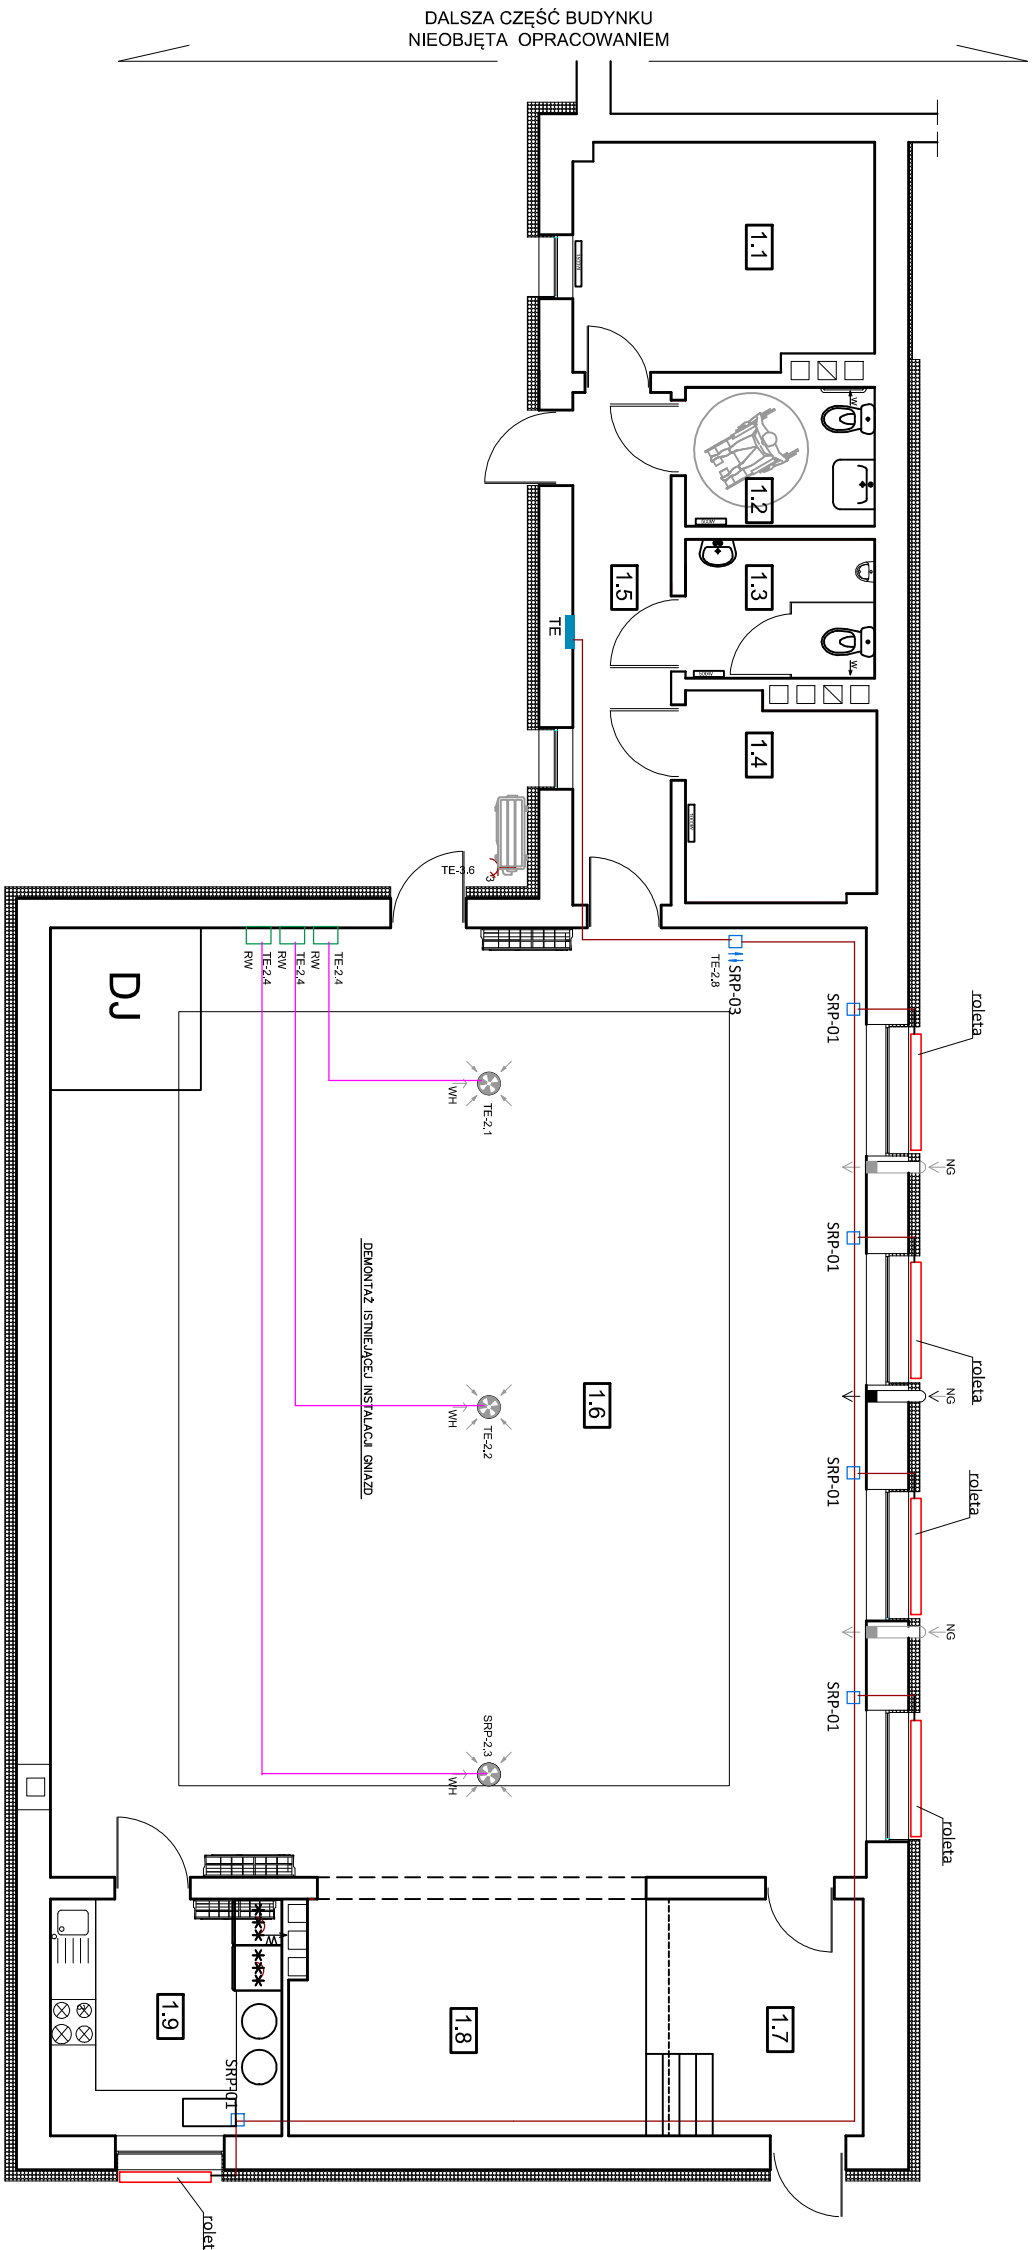 DALSZA CZĘŚĆ BUDYNKU
NIEOBJĘTA OPRACOWANIEM
1.1
W
1.2
1.3
W
1.5
TE
1.4
TE-3.6
3
TE-2.4
RW
TE-2.4
RW
TE-2.4
RW
DJ
SRP-03
TE-2.8
SRP-01
roleta
WH
TE-2.1
NG
SRP-01
roleta
DEMONTAŻ ISTNIEJĄCEJ INSTALACJI GNIAZD
1.6
WH
TE-2.2
NG
SRP-01
roleta
NG
SRP-01
roleta
SRP-2.3
WH
W
1.9
1.8
1.7
SRP-01
rolet